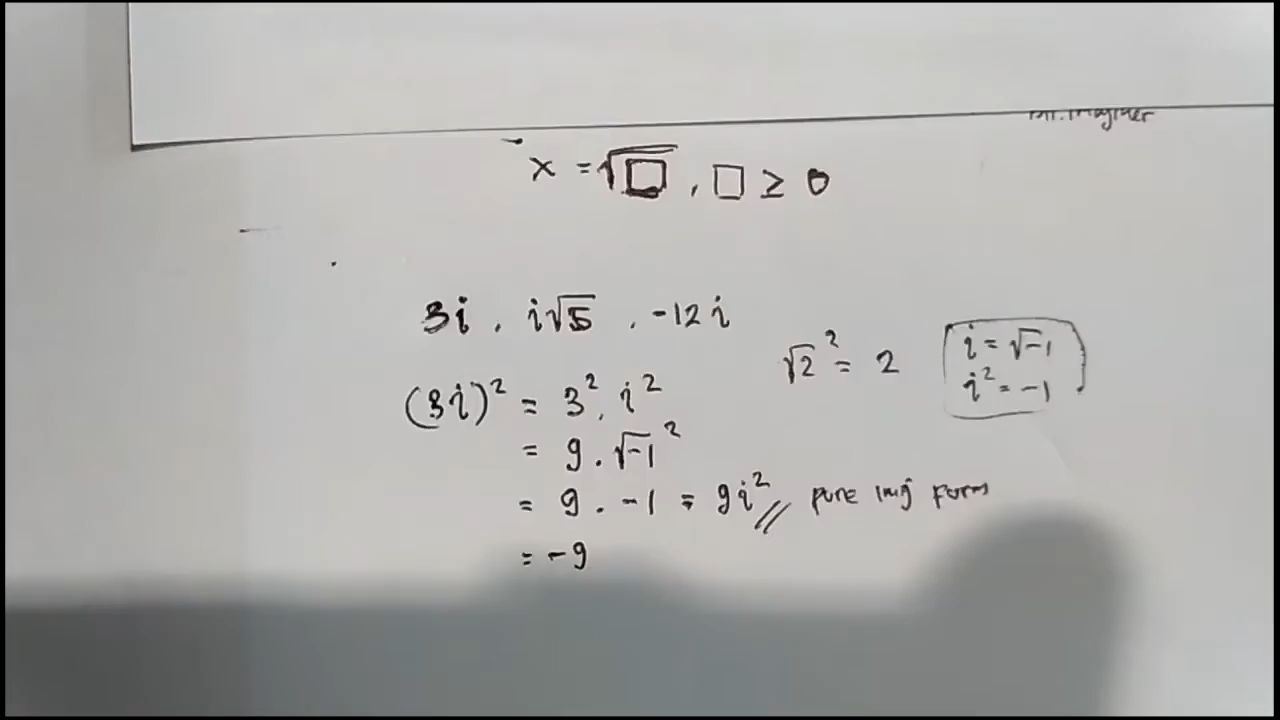 x = √□ , □ ≥ 0
3i , i√5 , -12i
√2² = 2
i = √-1
i² = -1
(3i)² = 3² . i²
= 9 . √-1²
= 9 . -1 = 9i² // pure img form
= -9